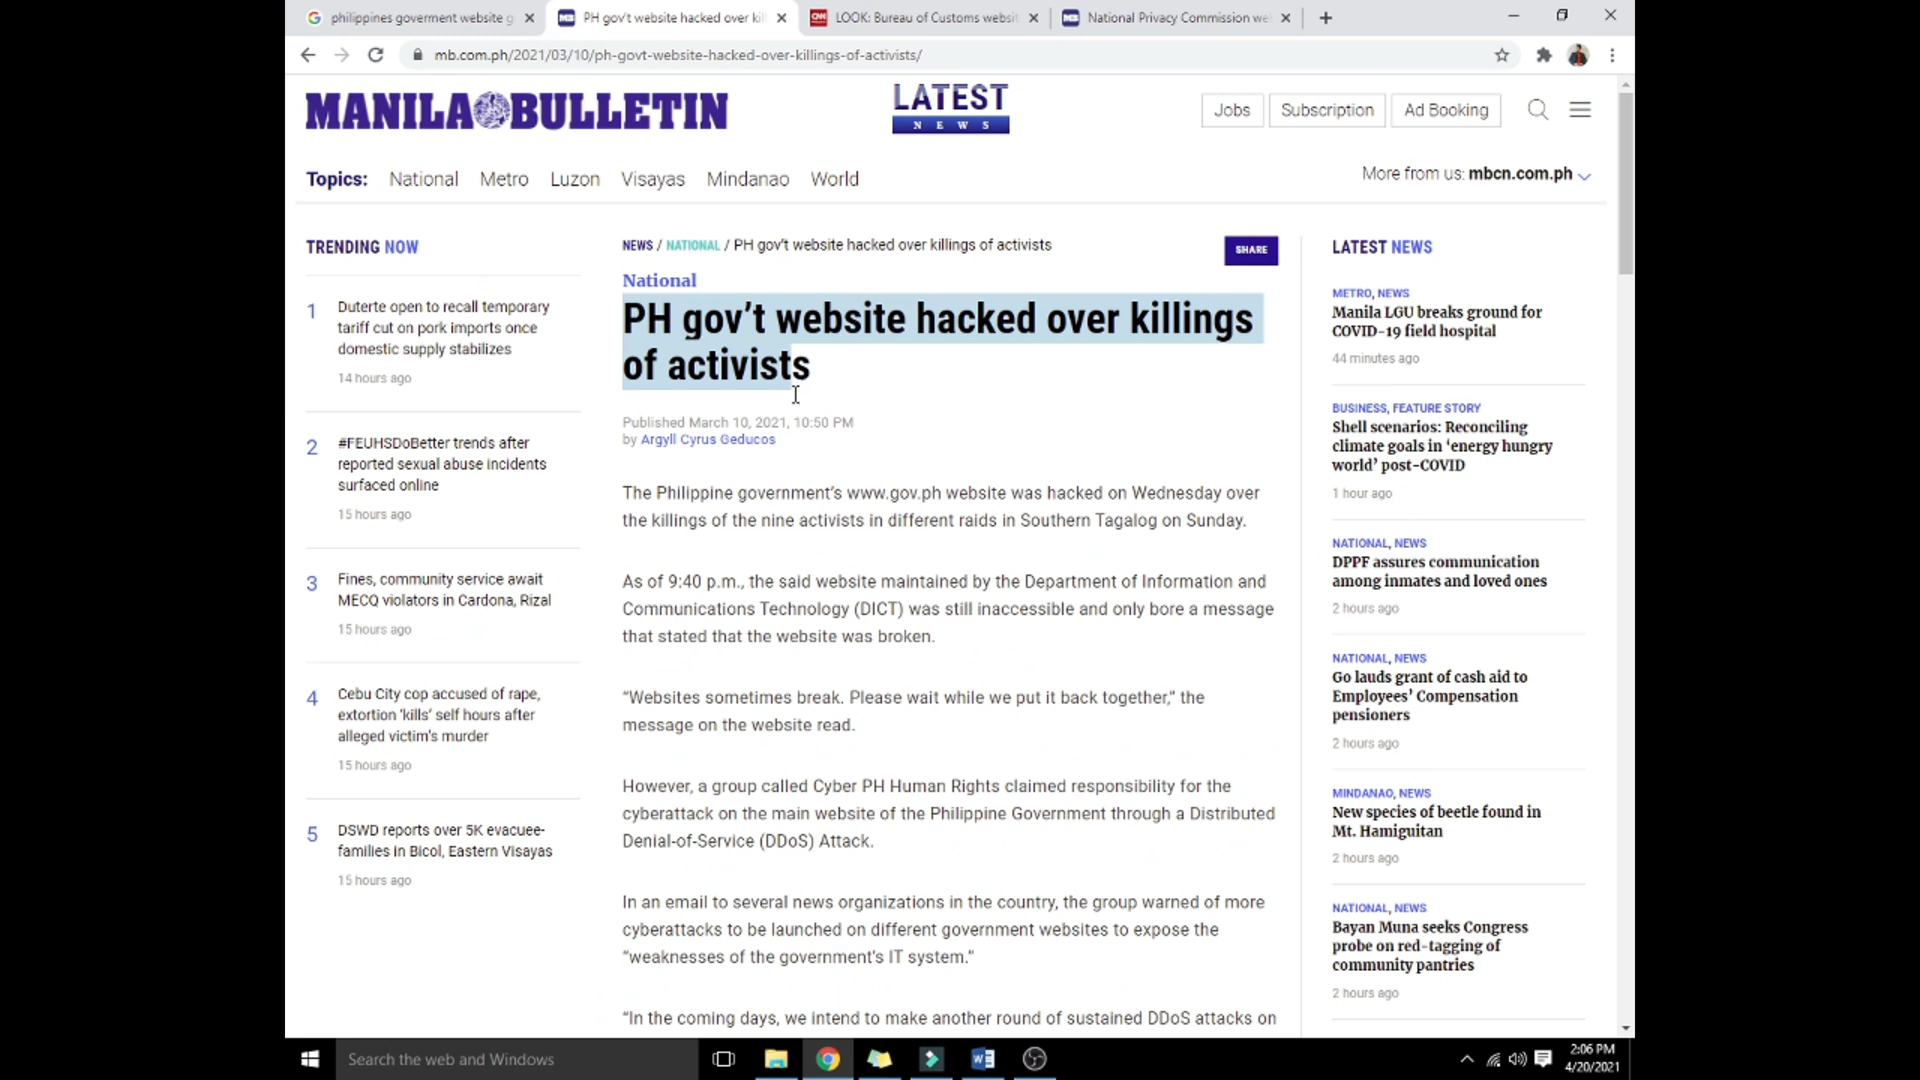 philippines goverment website g
PH gov't website hacked over kil
LOOK: Bureau of Customs websit
National Privacy Commission we
mb.com.ph/2021/03/10/ph-govt-website-hacked-over-killings-of-activists/
MANILA BULLETIN
LATEST
NEWS
Jobs
Subscription
Ad Booking
Topics:
National
Metro
Luzon
Visayas
Mindanao
World
More from us: mbcn.com.ph
TRENDING NOW
1
Duterte open to recall temporary
tariff cut on pork imports once
domestic supply stabilizes
14 hours ago
2
#FEUHSDoBetter trends after
reported sexual abuse incidents
surfaced online
15 hours ago
3
Fines, community service await
MECQ violators in Cardona, Rizal
15 hours ago
4
Cebu City cop accused of rape,
extortion ‘kills’ self hours after
alleged victim's murder
15 hours ago
5
DSWD reports over 5K evacuee-
families in Bicol, Eastern Visayas
15 hours ago
NEWS / NATIONAL / PH gov't website hacked over killings of activists
SHARE
National
PH gov’t website hacked over killings
of activists
Published March 10, 2021, 10:50 PM
by Argyll Cyrus Geducos
The Philippine government’s www.gov.ph website was hacked on Wednesday over
the killings of the nine activists in different raids in Southern Tagalog on Sunday.
As of 9:40 p.m., the said website maintained by the Department of Information and
Communications Technology (DICT) was still inaccessible and only bore a message
that stated that the website was broken.
“Websites sometimes break. Please wait while we put it back together,” the
message on the website read.
However, a group called Cyber PH Human Rights claimed responsibility for the
cyberattack on the main website of the Philippine Government through a Distributed
Denial-of-Service (DDoS) Attack.
In an email to several news organizations in the country, the group warned of more
cyberattacks to be launched on different government websites to expose the
“weaknesses of the government’s IT system.”
“In the coming days, we intend to make another round of sustained DDoS attacks on
LATEST NEWS
METRO, NEWS
Manila LGU breaks ground for
COVID-19 field hospital
44 minutes ago
BUSINESS, FEATURE STORY
Shell scenarios: Reconciling
climate goals in ‘energy hungry
world’ post-COVID
1 hour ago
NATIONAL, NEWS
DPPF assures communication
among inmates and loved ones
2 hours ago
NATIONAL, NEWS
Go lauds grant of cash aid to
Employees’ Compensation
pensioners
2 hours ago
MINDANAO, NEWS
New species of beetle found in
Mt. Hamiguitan
2 hours ago
NATIONAL, NEWS
Bayan Muna seeks Congress
probe on red-tagging of
community pantries
2 hours ago
Search the web and Windows
2:06 PM
4/20/2021